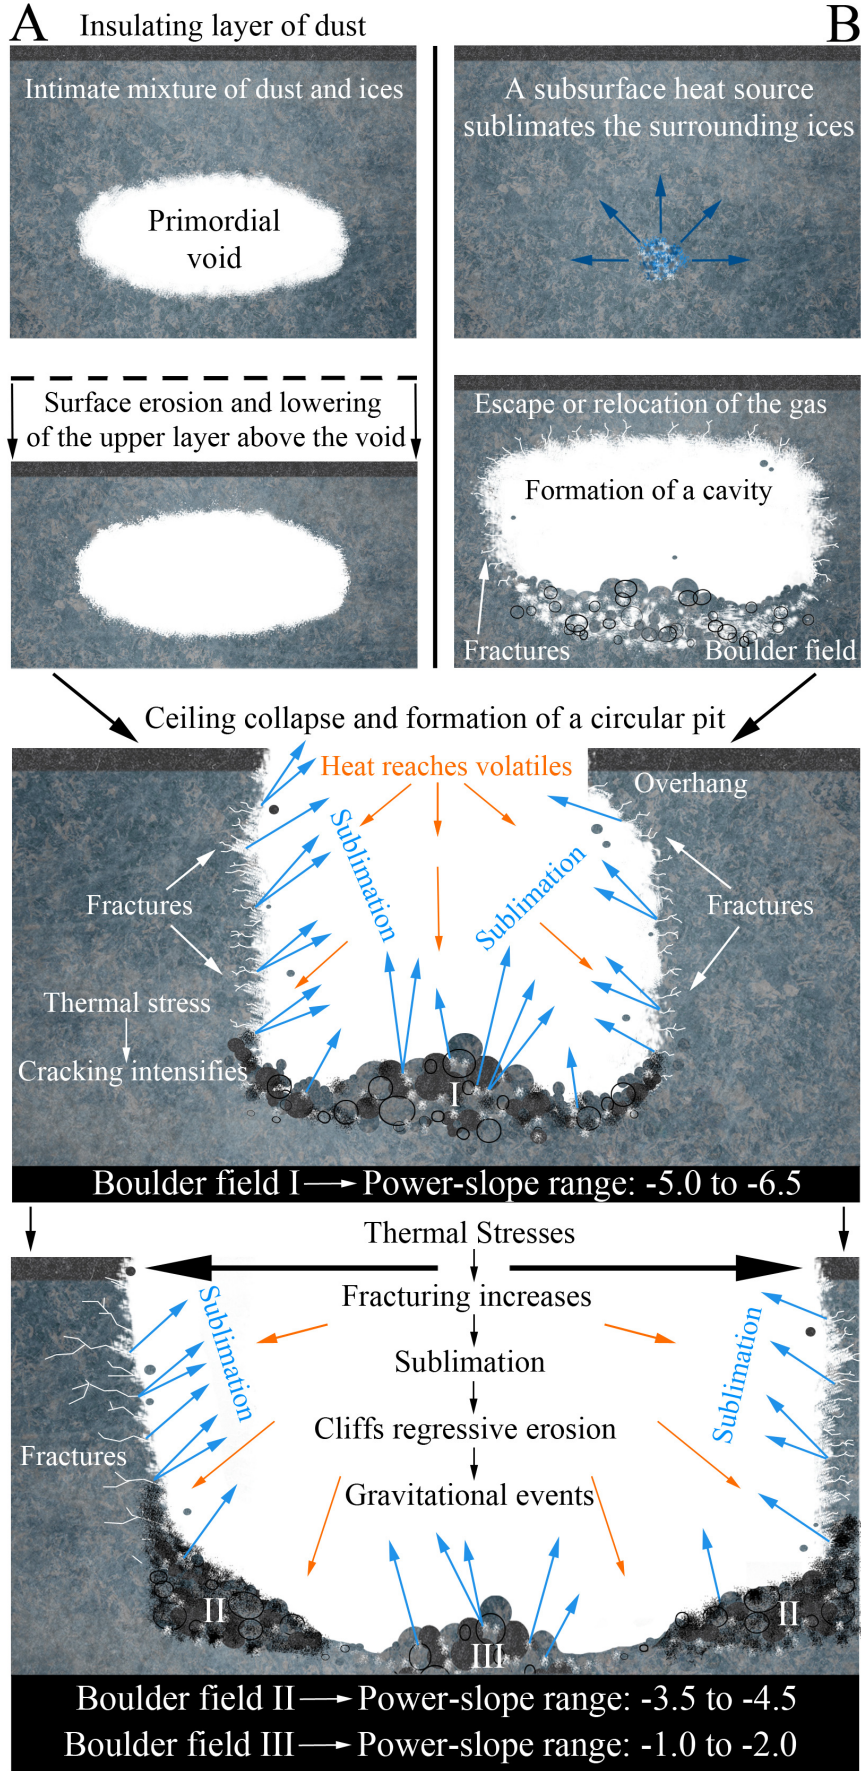 A
Insulating layer of dust
B
Intimate mixture of dust and ices
Primordial
void
A subsurface heat source
sublimates the surrounding ices
Surface erosion and lowering
of the upper layer above the void
Escape or relocation of the gas
Formation of a cavity
Fractures
Boulder field
Ceiling collapse and formation of a circular pit
Heat reaches volatiles
Overhang
Sublimation
Sublimation
Fractures
Fractures
Thermal stress
Cracking intensifies
I
Boulder field I → Power-slope range: -5.0 to -6.5
Thermal Stresses
Fracturing increases
Sublimation
Sublimation
Sublimation
Cliffs regressive erosion
Fractures
Gravitational events
II
II
III
Boulder field II → Power-slope range: -3.5 to -4.5
Boulder field III → Power-slope range: -1.0 to -2.0